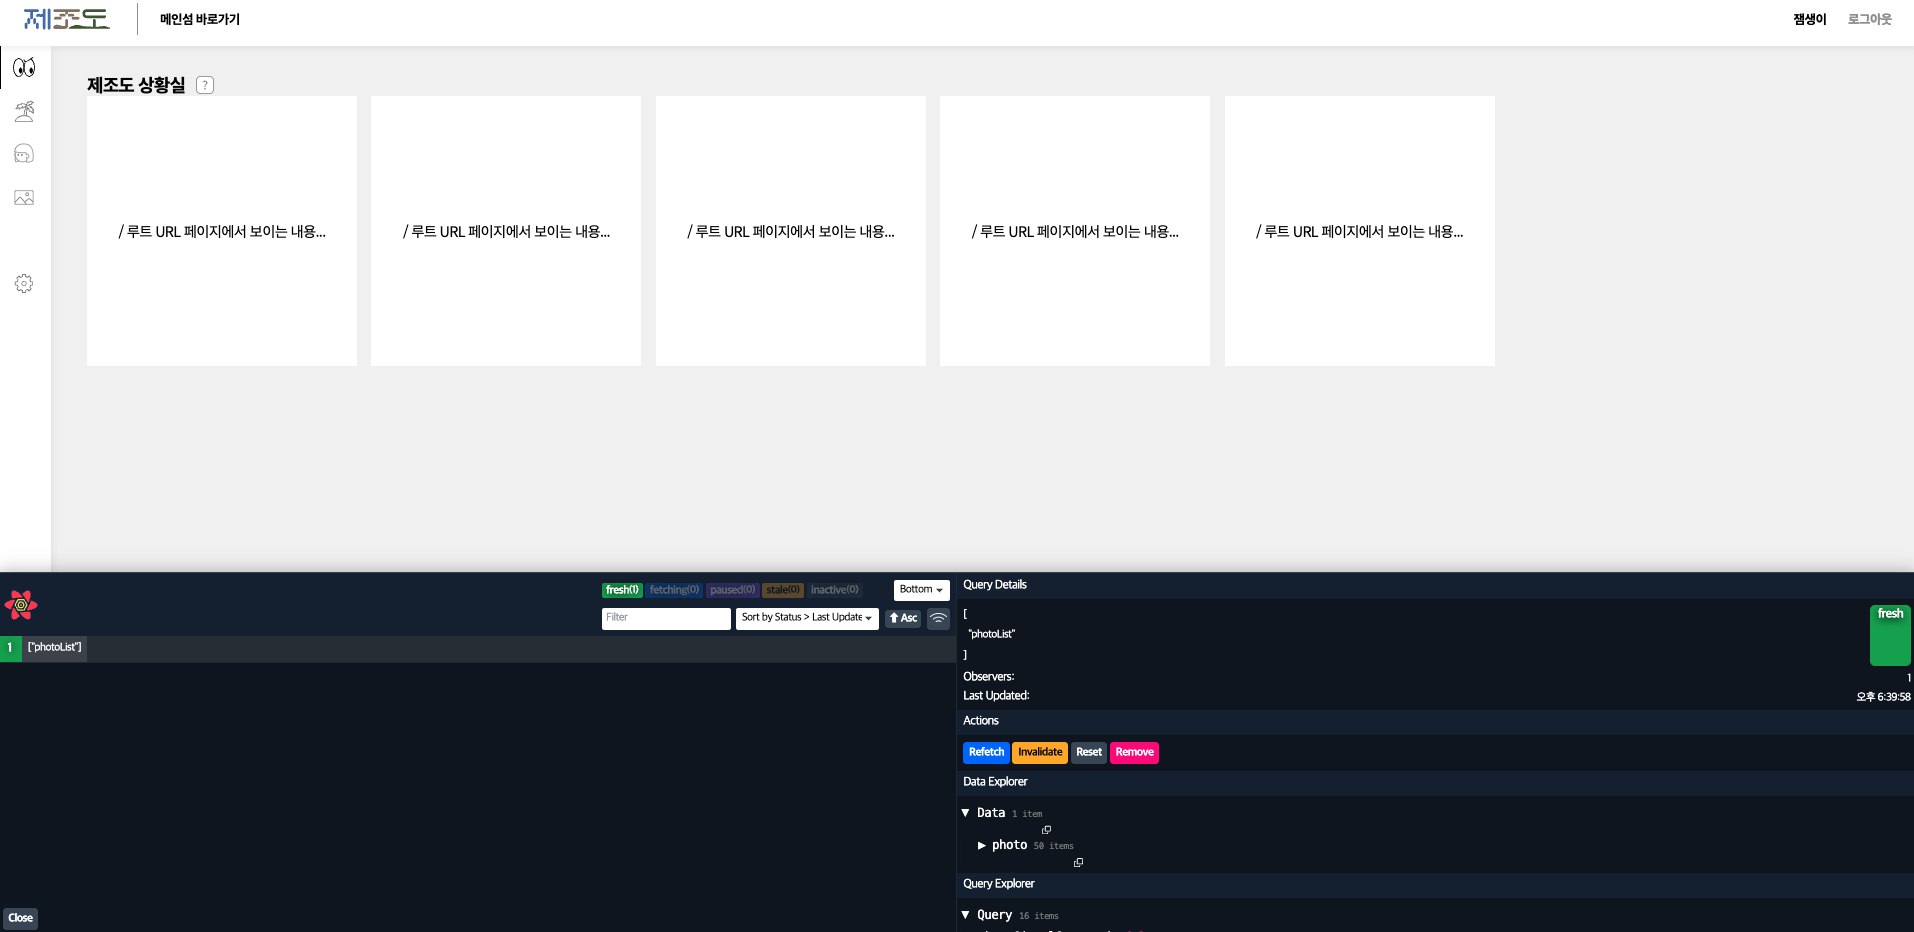 제조도
메인섬 바로가기
잼생이
로그아웃
제조도 상황실
?
/ 루트 URL 페이지에서 보이는 내용...
/ 루트 URL 페이지에서 보이는 내용...
/ 루트 URL 페이지에서 보이는 내용...
/ 루트 URL 페이지에서 보이는 내용...
/ 루트 URL 페이지에서 보이는 내용...
fresh(1) fetching(0) paused(0) stale(0) inactive(0)
Bottom
Filter
Sort by Status > Last Update
Asc
1
["photoList"]
Close
Query Details
[
"photoList"
]
fresh
Observers:
1
Last Updated:
오후 6:39:58
Actions
Refetch
Invalidate
Reset
Remove
Data Explorer
▼ Data 1 item
▶ photo 50 items
Query Explorer
▼ Query 16 items